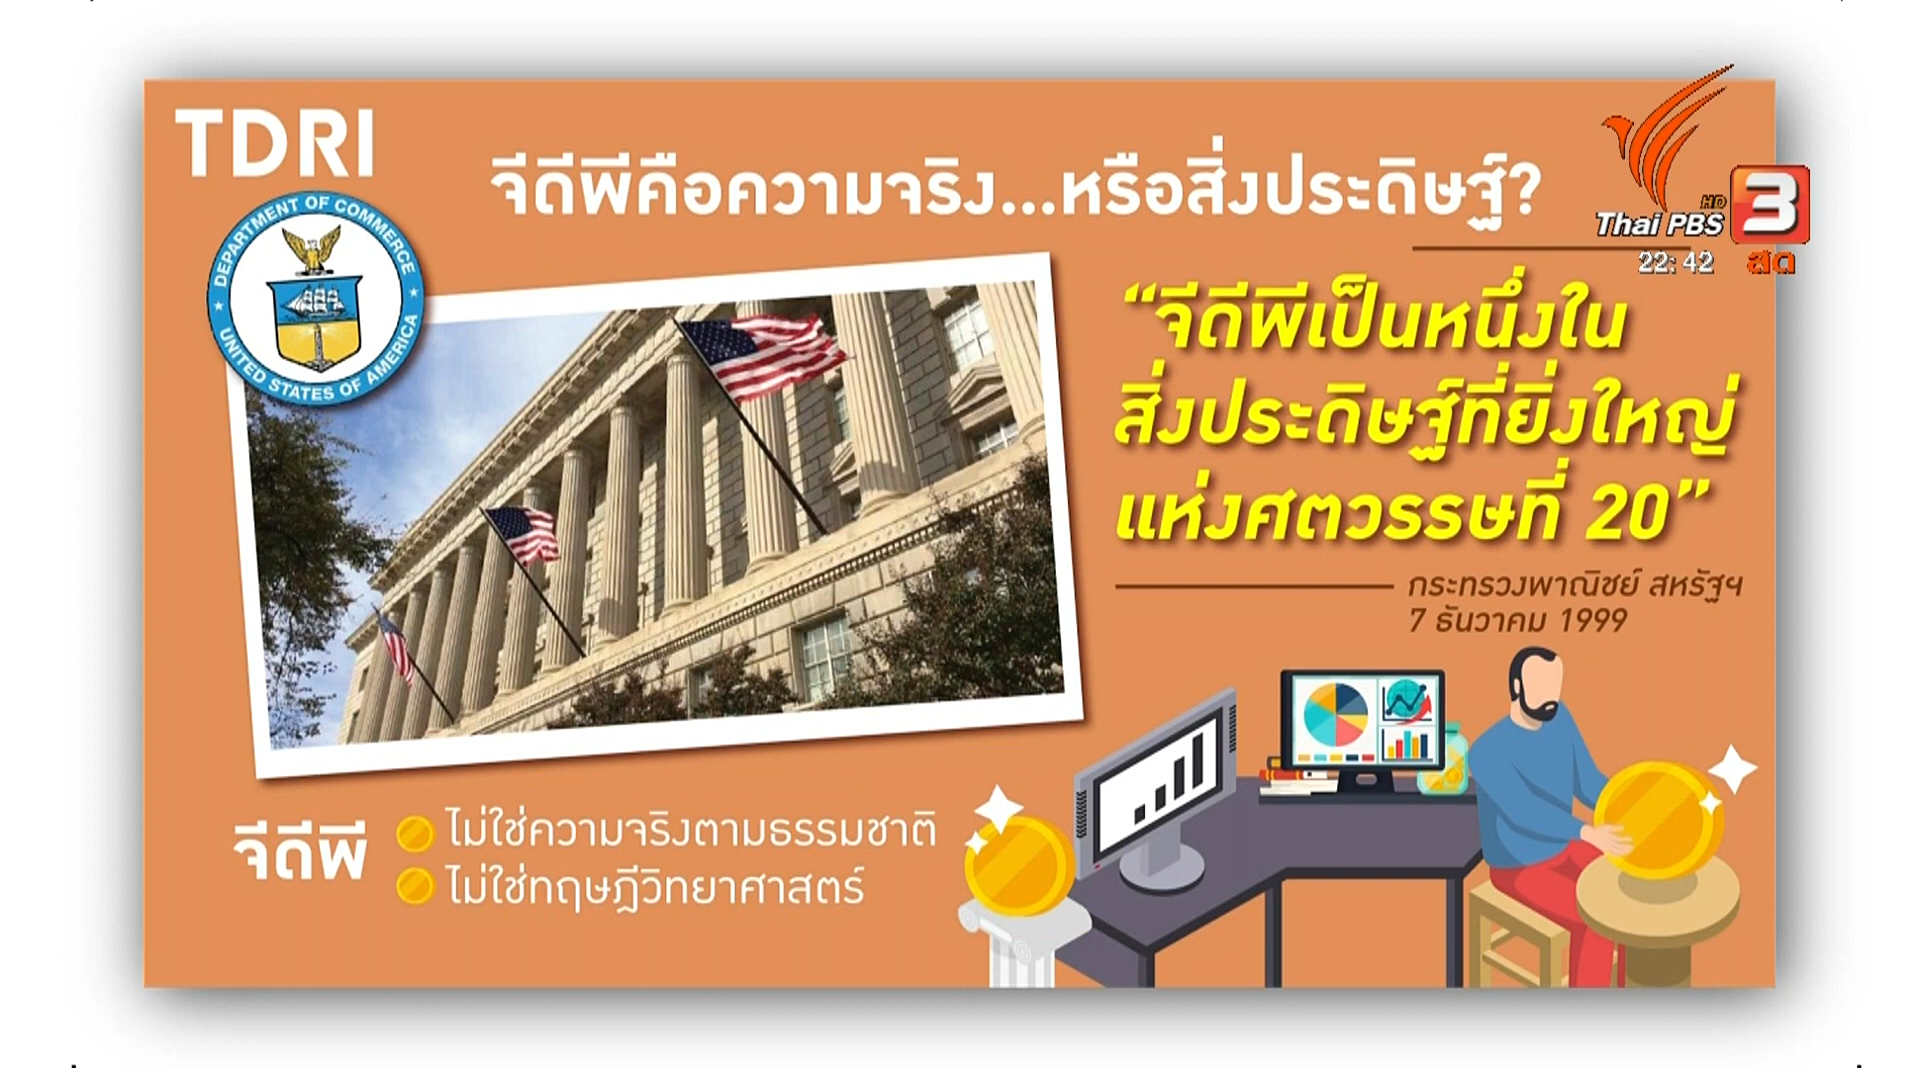 TDRI
จีดีพีคือความจริง...หรือสิ่งประดิษฐ์?
HD
Thai PBS
3
22:42
สด
DEPARTMENT OF COMMERCE
UNITED STATES OF AMERICA
“จีดีพีเป็นหนึ่งใน
สิ่งประดิษฐ์ที่ยิ่งใหญ่
แห่งศตวรรษที่ 20”
กระทรวงพาณิชย์ สหรัฐฯ
7 ธันวาคม 1999
จีดีพี
ไม่ใช่ความจริงตามธรรมชาติ
ไม่ใช่ทฤษฎีวิทยาศาสตร์